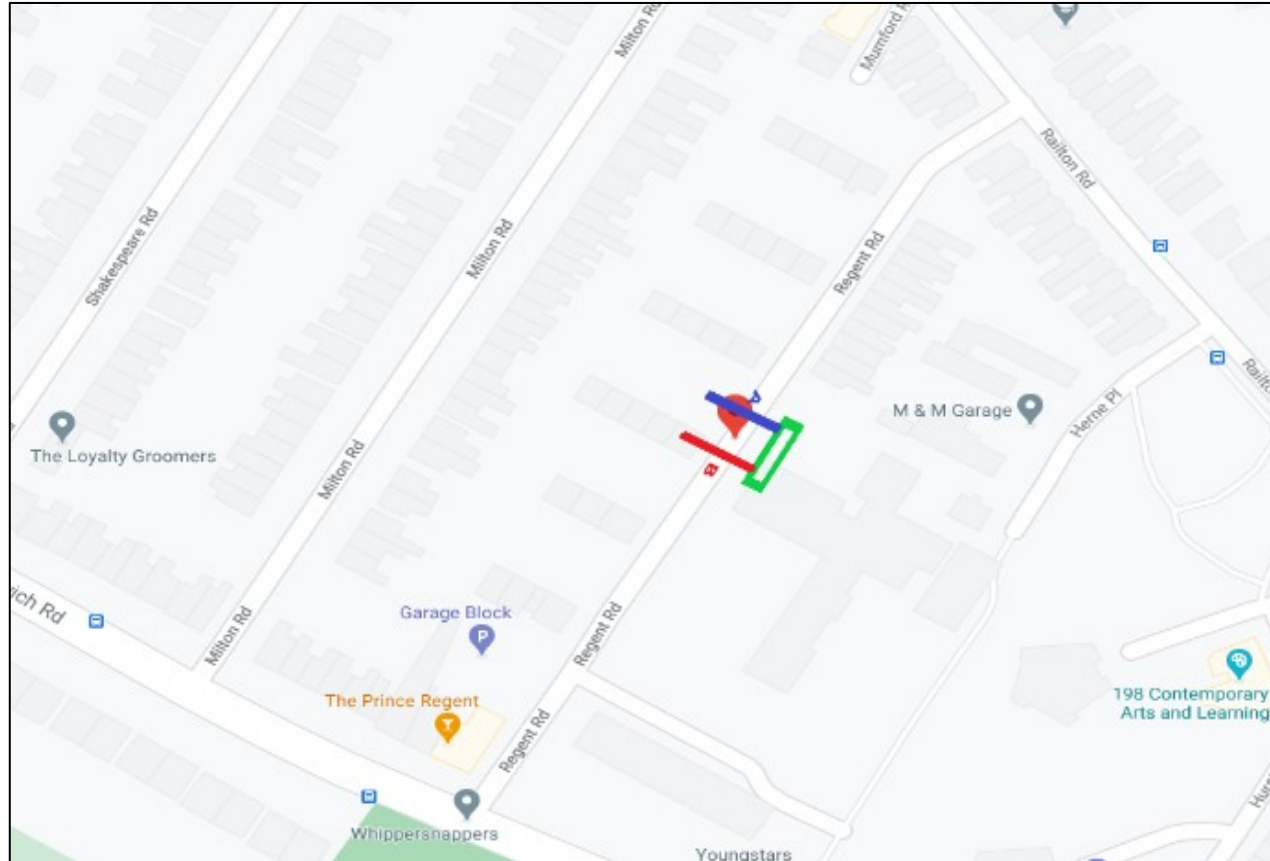 Milton Rd
Mumford R
Railton Rd
Shakespeare Rd
Milton Rd
Regent Rd
Railto
A
M & M Garage
Herne Pl
The Loyalty Groomers
Milton Rd
B
ich Rd
Garage Block
P
Milton Rd
Regent Rd
The Prince Regent
198 Contemporary
Arts and Learning
Regent Rd
Whippersnappers
Youngstars